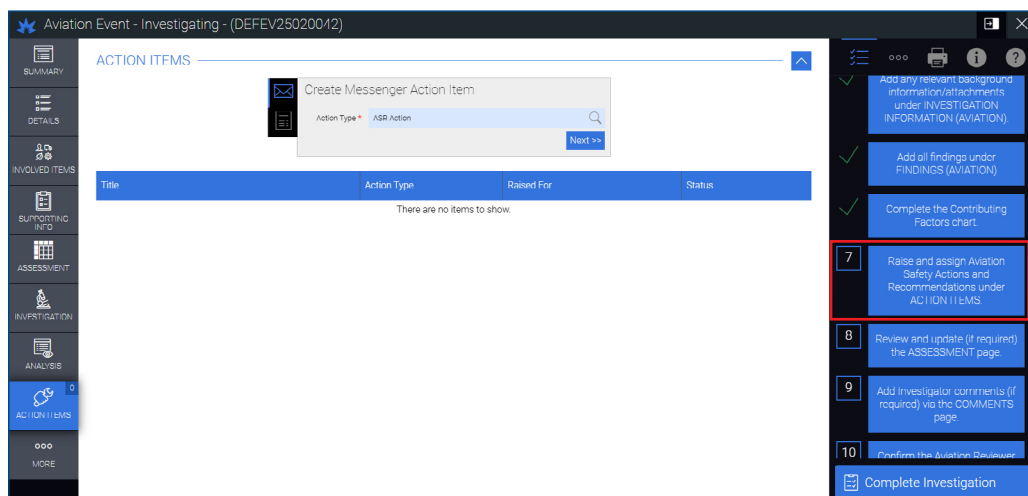 Aviation Event - Investigating - (DEFEV25020042)
SUMMARY
DETAILS
INVOLVED ITEMS
SUPPORTING
INFO
ASSESSMENT
INVESTIGATION
ANALYSIS
0
ACTION ITEMS
MORE
ACTION ITEMS
Create Messenger Action Item
Action Type * ASR Action
Next >>
Title Action Type Raised For Status
There are no items to show.
Add any relevant background
information/attachments
under INVESTIGATION
INFORMATION (AVIATION).
Add all findings under
FINDINGS (AVIATION)
Complete the Contributing
Factors chart.
7
Raise and assign Aviation
Safety Actions and
Recommendations under
ACTION ITEMS.
8
Review and update (if required)
the ASSESSMENT page.
9
Add Investigator comments (if
required) via the COMMENTS
page.
10
Confirm the Aviation Reviewer
Complete Investigation